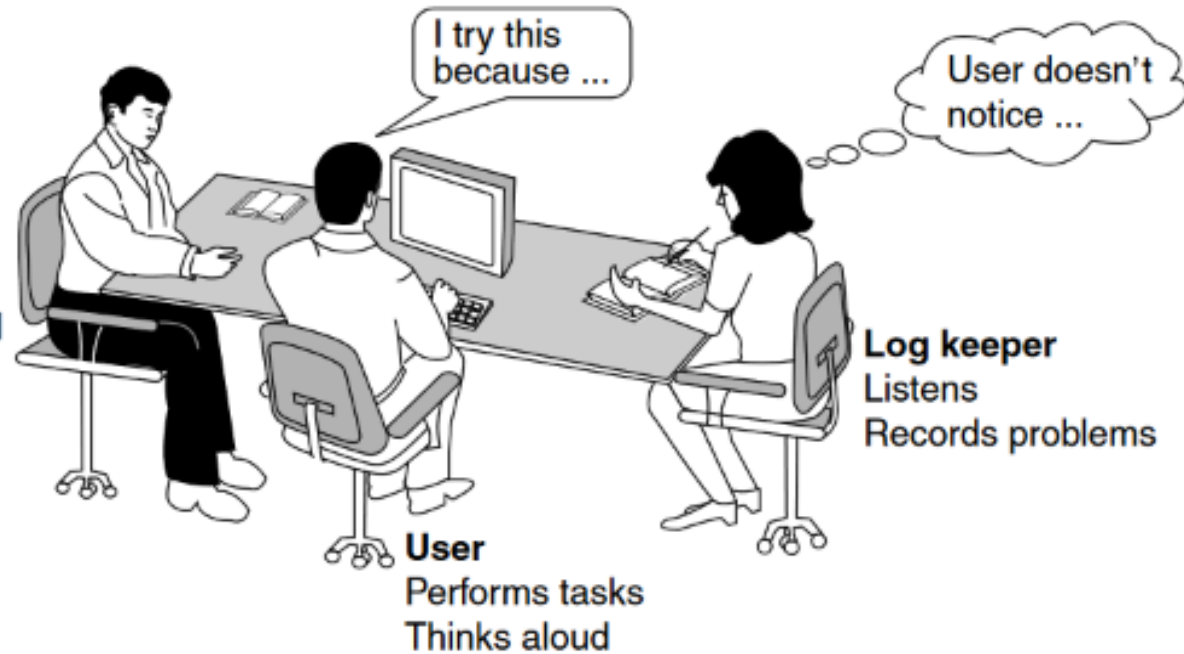 I try this
because ...
User doesn't
notice ...
Log keeper
Listens
Records problems
User
Performs tasks
Thinks aloud